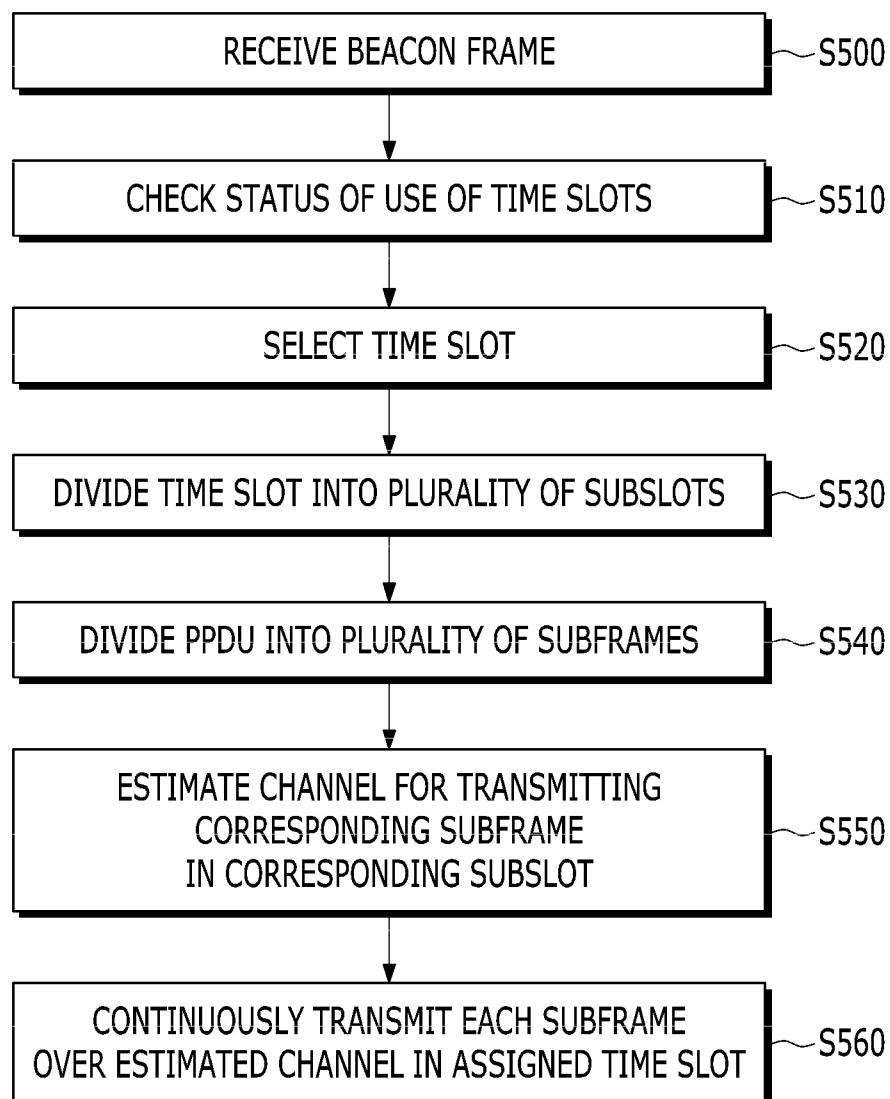 RECEIVE BEACON FRAME
S500
CHECK STATUS OF USE OF TIME SLOTS
S510
SELECT TIME SLOT
S520
DIVIDE TIME SLOT INTO PLURALITY OF SUBSLOTS
S530
DIVIDE PPDU INTO PLURALITY OF SUBFRAMES
S540
ESTIMATE CHANNEL FOR TRANSMITTING
CORRESPONDING SUBFRAME
IN CORRESPONDING SUBSLOT
S550
CONTINUOUSLY TRANSMIT EACH SUBFRAME
OVER ESTIMATED CHANNEL IN ASSIGNED TIME SLOT
S560